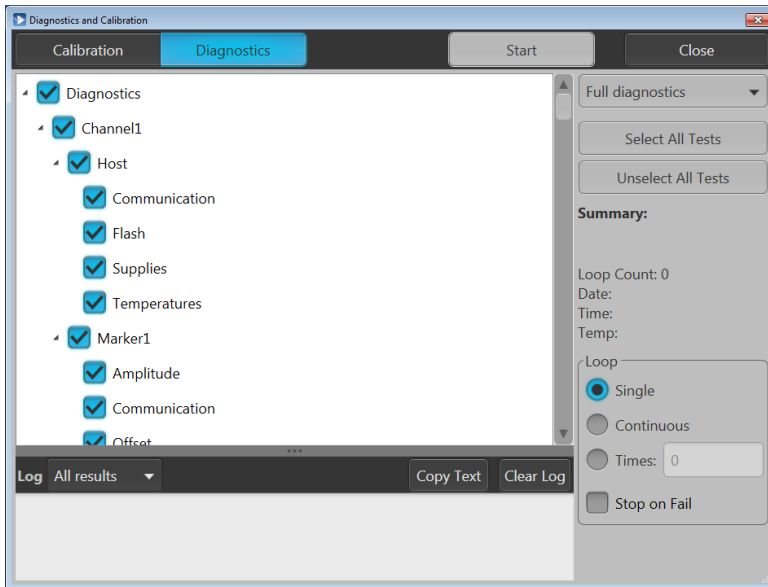 Diagnostics and Calibration
Calibration
Diagnostics
Start
Close
Diagnostics
Channel1
Host
Communication
Flash
Supplies
Temperatures
Marker1
Amplitude
Communication
Offset
Full diagnostics
Select All Tests
Unselect All Tests
Summary:
Loop Count: 0
Date:
Time:
Temp:
Loop
Single
Continuous
Times: 0
Stop on Fail
Log All results
Copy Text
Clear Log